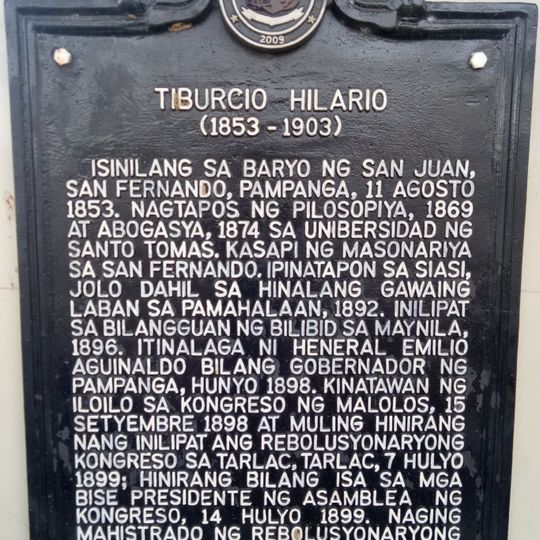 2009
TIBURCIO HILARIO
(1853 - 1903)
ISINILANG SA BARYO NG SAN JUAN,
SAN FERNANDO, PAMPANGA, 11 AGOSTO
1853. NAGTAPOS NG PILOSOPIYA, 1869
AT ABOGASYA, 1874 SA UNIBERSIDAD NG
SANTO TOMAS. KASAPI NG MASONARIYA
SA SAN FERNANDO. IPINATAPON SA SIASI,
JOLO DAHIL SA HINALANG GAWAING
LABAN SA PAMAHALAAN, 1892. INILIPAT
SA BILANGGUAN NG BILIBID SA MAYNILA,
1896. ITINALAGA NI HENERAL EMILIO
AGUINALDO BILANG GOBERNADOR NG
PAMPANGA, HUNYO 1898. KINATAWAN NG
ILOILO SA KONGRESO NG MALOLOS, 15
SETYEMBRE 1898 AT MULING HINIRANG
NANG INILIPAT ANG REBOLUSYONARYONG
KONGRESO SA TARLAC, TARLAC, 7 HULYO
1899; HINIRANG BILANG ISA SA MGA
BISE PRESIDENTE NG ASAMBLEA NG
KONGRESO, 14 HULYO 1899. NAGING
MAHISTRADO NG REBOLUSYONARYONG